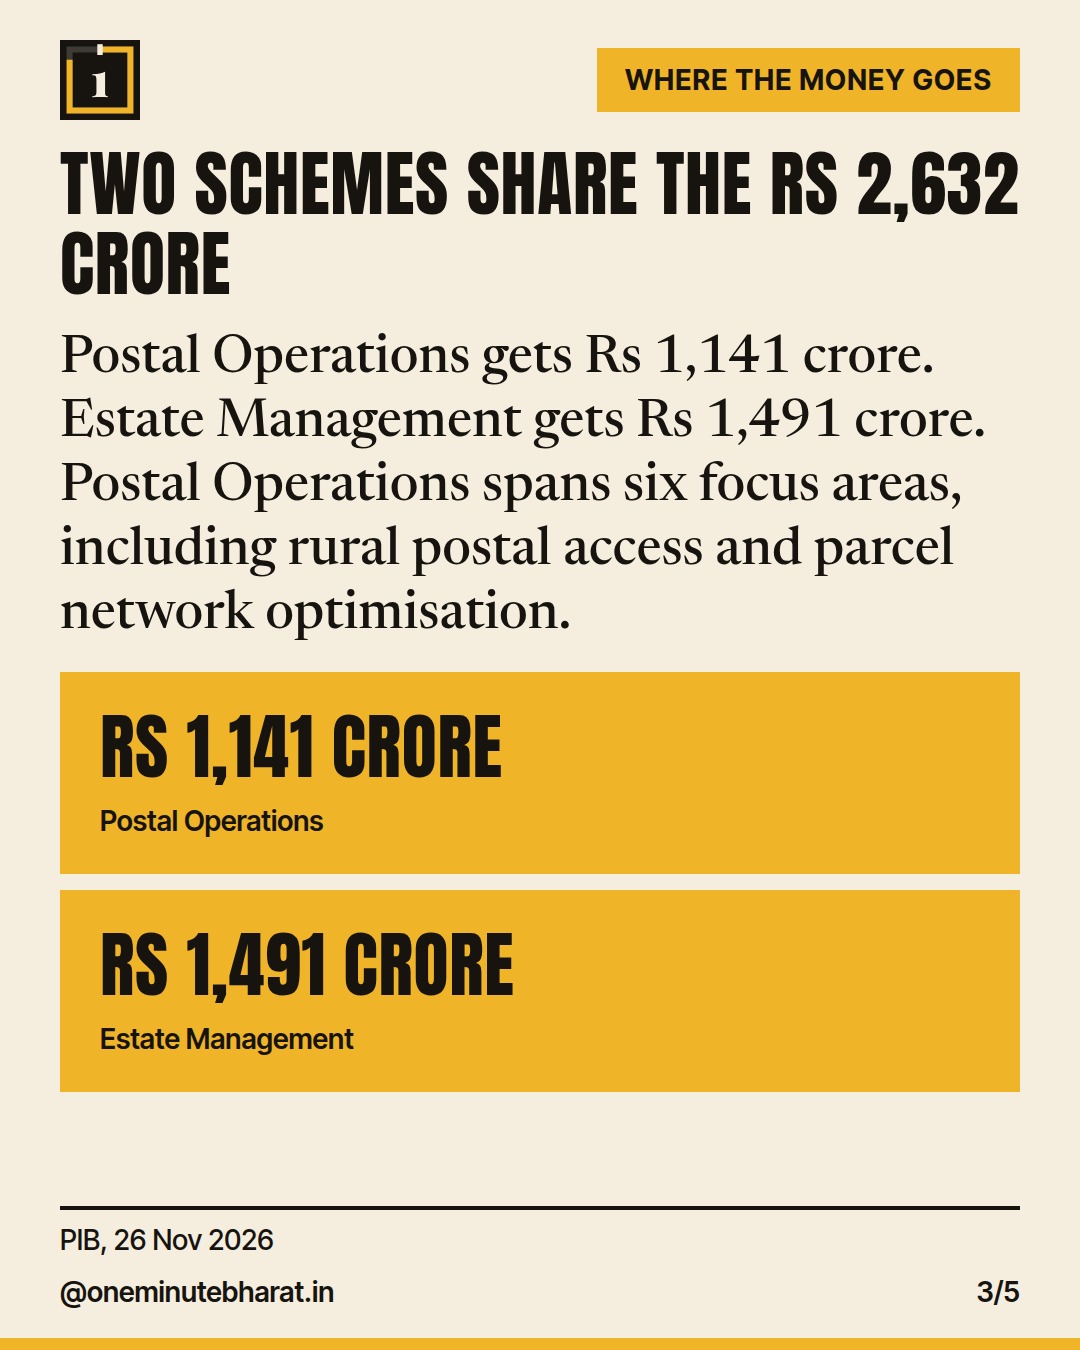 ı
WHERE THE MONEY GOES
TWO SCHEMES SHARE THE RS 2,632
CRORE
Postal Operations gets Rs 1,141 crore.
Estate Management gets Rs 1,491 crore.
Postal Operations spans six focus areas,
including rural postal access and parcel
network optimisation.
RS 1,141 CRORE
Postal Operations
RS 1,491 CRORE
Estate Management
PIB, 26 Nov 2026
@oneminutebharat.in
3/5